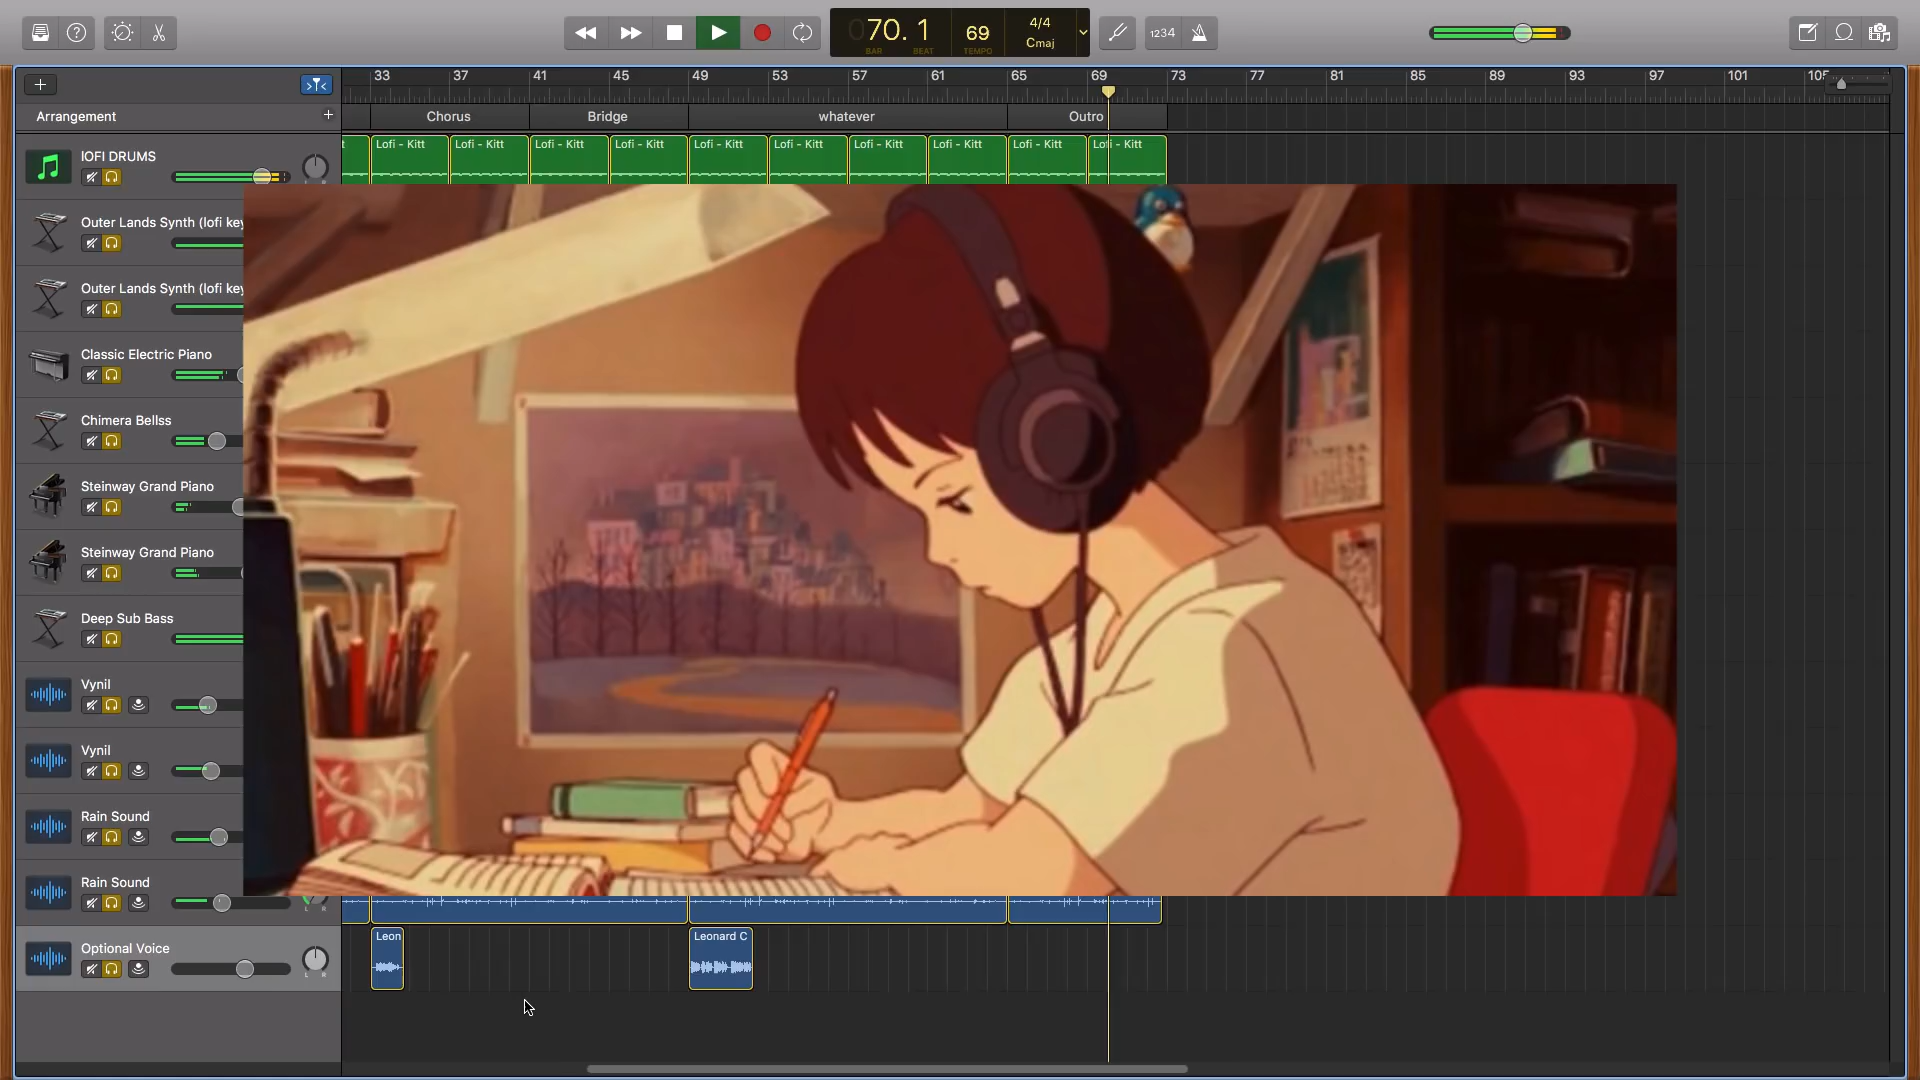 70. 1
BAR BEAT
69
TEMPO
4/4
Cmaj
1234
33 37 41 45 49 53 57 61 65 69 73 77 81 85 89 93 97 101 105
Arrangement
Chorus Bridge whatever Outro
lOFI DRUMS
Lofi - Kitt Lofi - Kitt Lofi - Kitt Lofi - Kitt Lofi - Kitt Lofi - Kitt Lofi - Kitt Lofi - Kitt Lofi - Kitt Lofi - Kitt
Outer Lands Synth (lofi key
Outer Lands Synth (lofi key
Classic Electric Piano
Chimera Bellss
Steinway Grand Piano
Steinway Grand Piano
Deep Sub Bass
Vynil
Vynil
Rain Sound
Rain Sound
Optional Voice
L R
Leon
Leonard C